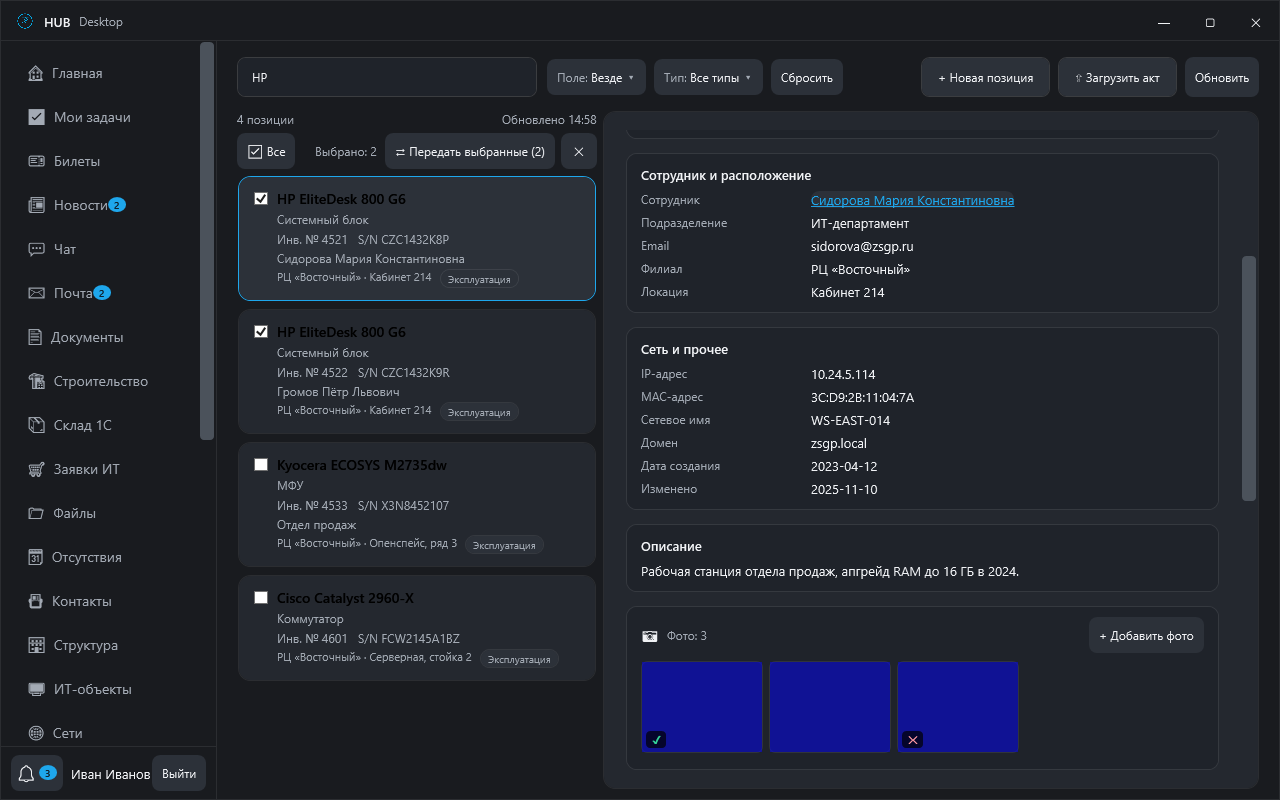 HUB Desktop
Главная
Мои задачи
Билеты
Новости 2
Чат
Почта 2
Документы
Строительство
Склад 1С
Заявки ИТ
Файлы
31 Отсутствия
Контакты
Структура
ИТ-объекты
Сети
3 Иван Иванов Выйти
HP
Поле: Везде
Тип: Все типы
Сбросить
+ Новая позиция
⇧ Загрузить акт
Обновить
4 позиции Обновлено 14:58
Все Выбрано: 2 ⇄ Передать выбранные (2) ✕
HP EliteDesk 800 G6
Системный блок
Инв. № 4521 S/N CZC1432K8P
Сидорова Мария Константиновна
РЦ «Восточный» · Кабинет 214 Эксплуатация
HP EliteDesk 800 G6
Системный блок
Инв. № 4522 S/N CZC1432K9R
Громов Пётр Львович
РЦ «Восточный» · Кабинет 214 Эксплуатация
Kyocera ECOSYS M2735dw
МФУ
Инв. № 4533 S/N X3N8452107
Отдел продаж
РЦ «Восточный» · Опенспейс, ряд 3 Эксплуатация
Cisco Catalyst 2960-X
Коммутатор
Инв. № 4601 S/N FCW2145A1BZ
РЦ «Восточный» · Серверная, стойка 2 Эксплуатация
Сотрудник и расположение
Сотрудник Сидорова Мария Константиновна
Подразделение ИТ-департамент
Email sidorova@zsgp.ru
Филиал РЦ «Восточный»
Локация Кабинет 214
Сеть и прочее
IP-адрес 10.24.5.114
MAC-адрес 3C:D9:2B:11:04:7A
Сетевое имя WS-EAST-014
Домен zsgp.local
Дата создания 2023-04-12
Изменено 2025-11-10
Описание
Рабочая станция отдела продаж, апгрейд RAM до 16 ГБ в 2024.
Фото: 3 + Добавить фото